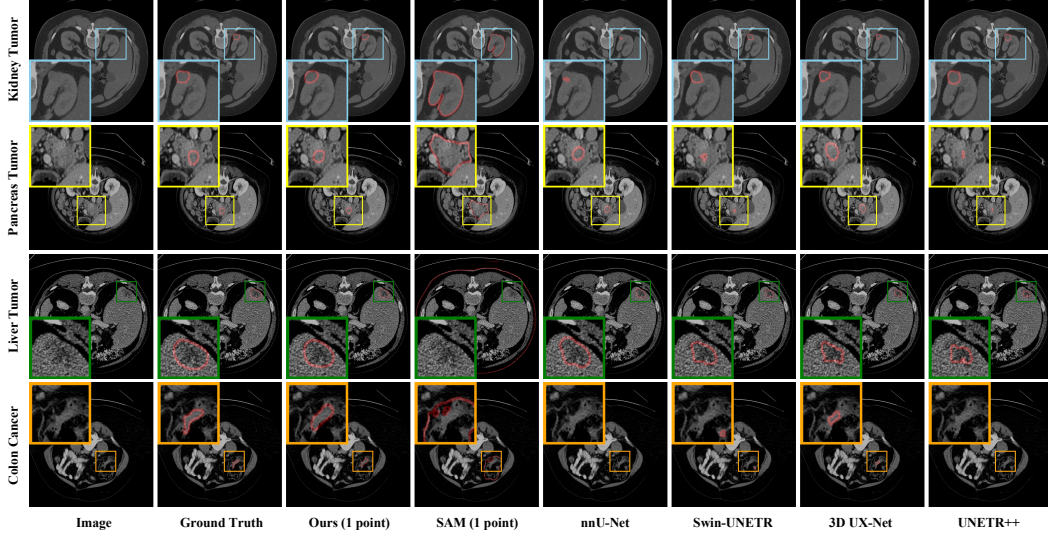 Kidney Tumor
Pancreas Tumor
Liver Tumor
Colon Cancer
Image
Ground Truth
Ours (1 point)
SAM (1 point)
nnU-Net
Swin-UNETR
3D UX-Net
UNETR++